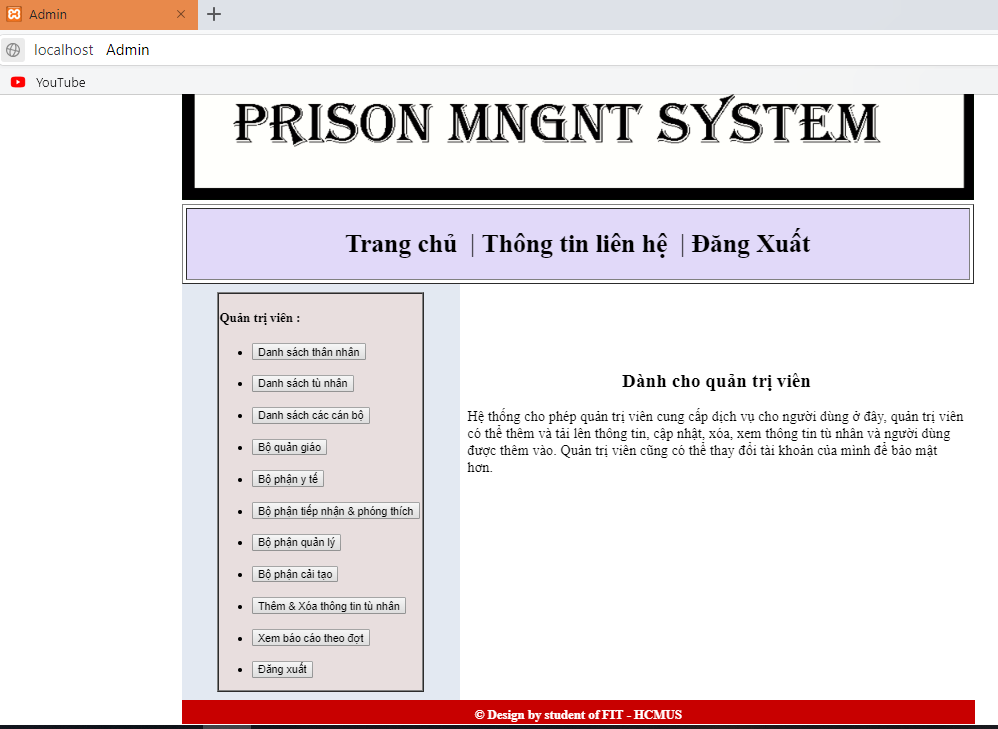 Admin
localhost Admin
YouTube
PRISON MNGNT SYSTEM
Trang chủ | Thông tin liên hệ | Đăng Xuất
Quản trị viên :
Danh sách thân nhân
Danh sách tù nhân
Danh sách các cán bộ
Bộ quản giáo
Bộ phận y tế
Bộ phận tiếp nhận & phóng thích
Bộ phận quản lý
Bộ phận cải tạo
Thêm & Xóa thông tin tù nhân
Xem báo cáo theo đợt
Đăng xuất
Dành cho quản trị viên
Hệ thống cho phép quản trị viên cung cấp dịch vụ cho người dùng ở đây, quản trị viên
có thể thêm và tải lên thông tin, cập nhật, xóa, xem thông tin tù nhân và người dùng
được thêm vào. Quản trị viên cũng có thể thay đổi tài khoản của mình để bảo mật
hơn.
© Design by student of FIT - HCMUS